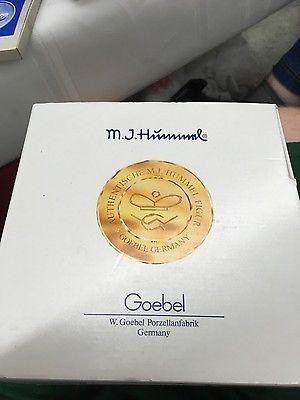 M.J.Hummel®
AUTHENTISCHE M.J. HUMMEL FIGUR
GOEBEL GERMANY
Goebel
W. Goebel Porzellanfabrik
Germany